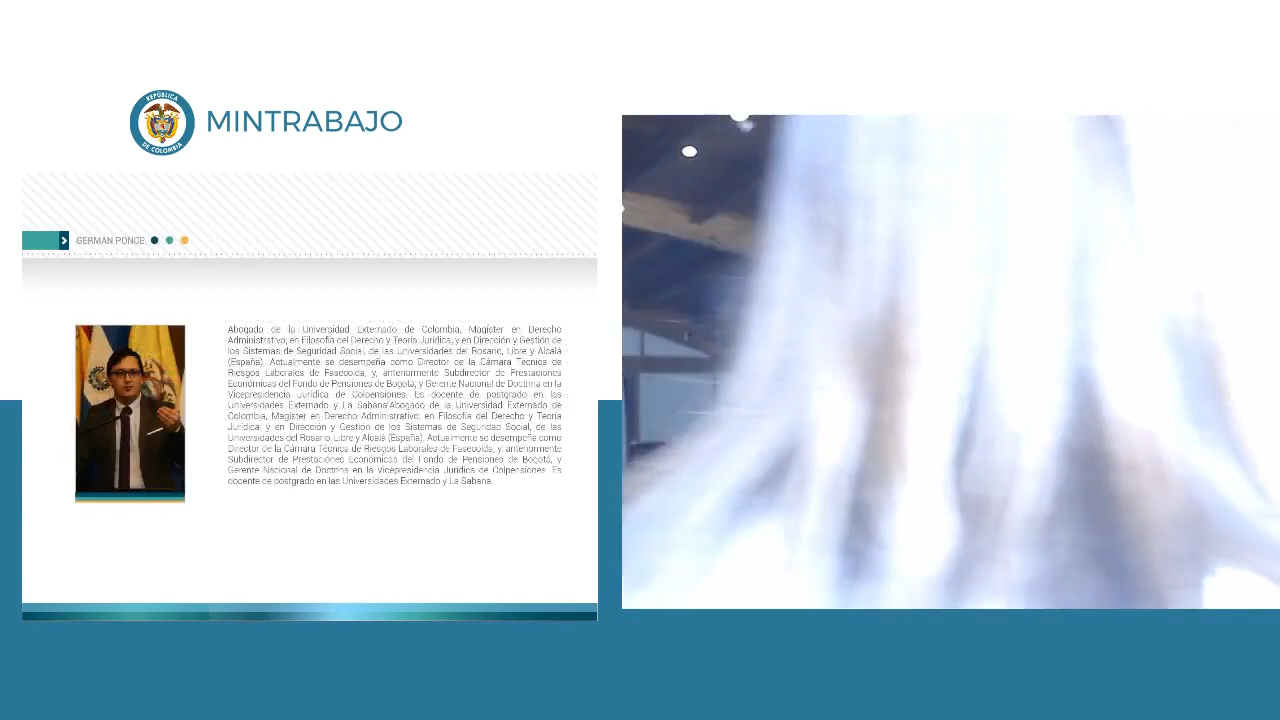 REPÚBLICA
DE COLOMBIA
MINTRABAJO
GERMAN PONCE
Abogado de la Universidad Externado de Colombia, Magíster en Derecho
Administrativo; en Filosofía del Derecho y Teoría Jurídica; y en Dirección y Gestión de
los Sistemas de Seguridad Social, de las Universidades del Rosario, Libre y Alcalá
(España). Actualmente se desempeña como Director de la Cámara Técnica de
Riesgos Laborales de Fasecolda, y, anteriormente Subdirector de Prestaciones
Económicas del Fondo de Pensiones de Bogotá, y Gerente Nacional de Doctrina en la
Vicepresidencia Jurídica de Colpensiones. Es docente de postgrado en las
Universidades Externado y La Sabana"Abogado de la Universidad Externado de
Colombia, Magíster en Derecho Administrativo; en Filosofía del Derecho y Teoría
Jurídica; y en Dirección y Gestión de los Sistemas de Seguridad Social, de las
Universidades del Rosario, Libre y Alcalá (España). Actualmente se desempeña como
Director de la Cámara Técnica de Riesgos Laborales de Fasecolda, y, anteriormente
Subdirector de Prestaciones Económicas del Fondo de Pensiones de Bogotá, y
Gerente Nacional de Doctrina en la Vicepresidencia Jurídica de Colpensiones. Es
docente de postgrado en las Universidades Externado y La Sabana.